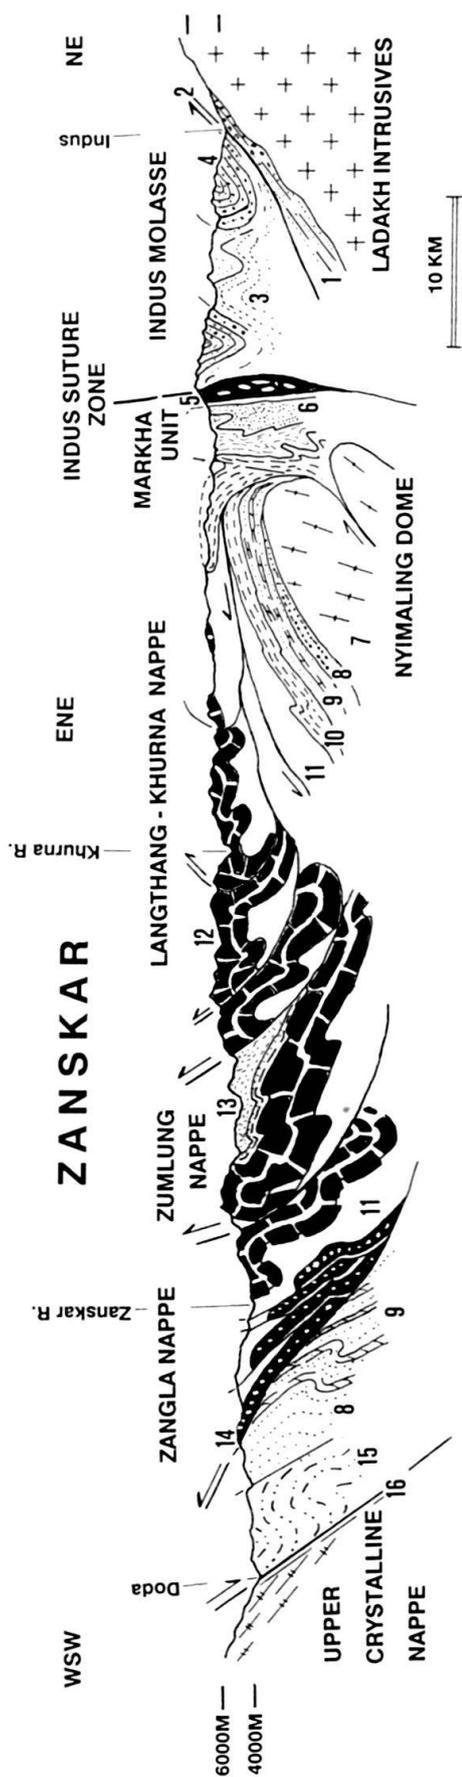 WSW
ZANSKAR
ENE
NE
Doda
Zanskar R.
Khurna R.
Indus
ZANGLA NAPPE
ZUMLUNG
NAPPE
LANGTHANG - KHURNA NAPPE
MARKHA
UNIT
INDUS SUTURE
ZONE
INDUS MOLASSE
6000M
4000M
14
13
12
5
4
2
UPPER
CRYSTALLINE
NAPPE
16
15
8
9
11
11
10
9
8
7
NYIMALING DOME
6
3
1
LADAKH INTRUSIVES
10 KM